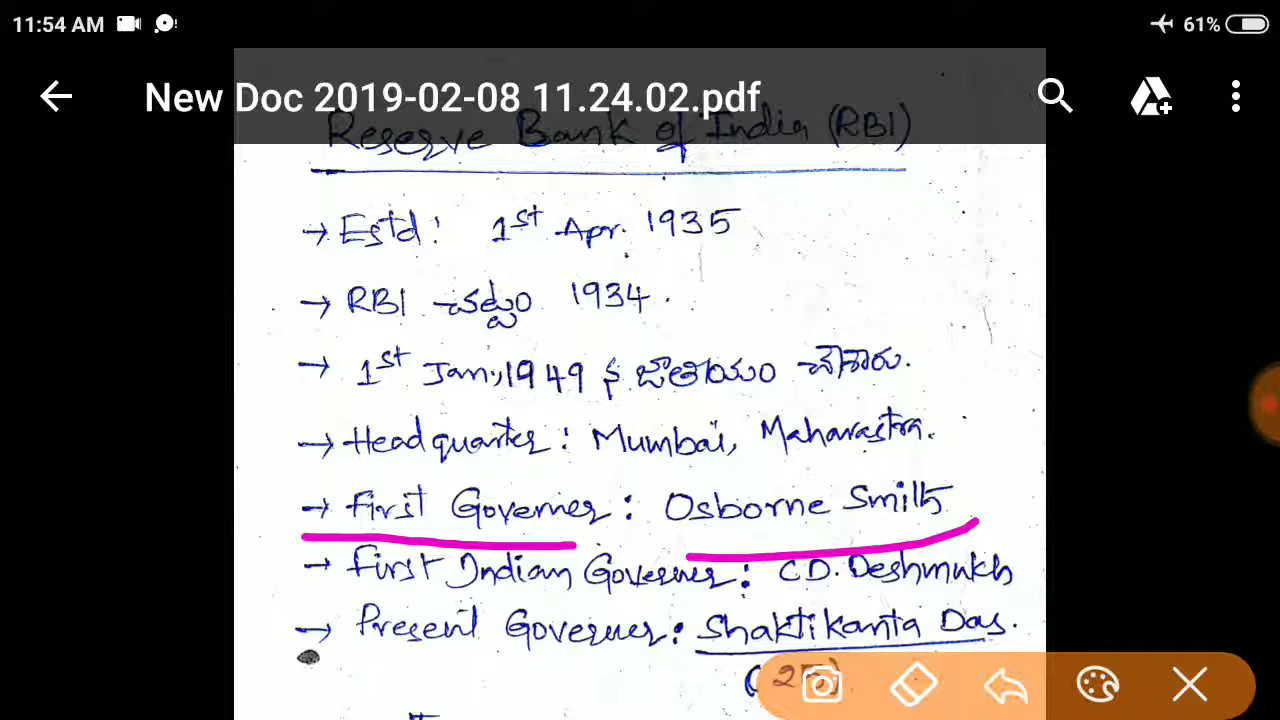 11:54 AM
61%
New Doc 2019-02-08 11.24.02.pdf
Reserve Bank of India (RBI)
→ Estd: 1st Apr. 1935
→ RBI చట్టం 1934.
→ 1st Jan, 1949 న జాతీయం చేశారు.
→ Headquarter: Mumbai, Maharastra.
→ First Governer: Osborne Smith
→ First Indian Governer: C.D. Deshmukh
→ Present Governer: Shaktikanta Das.
(25)